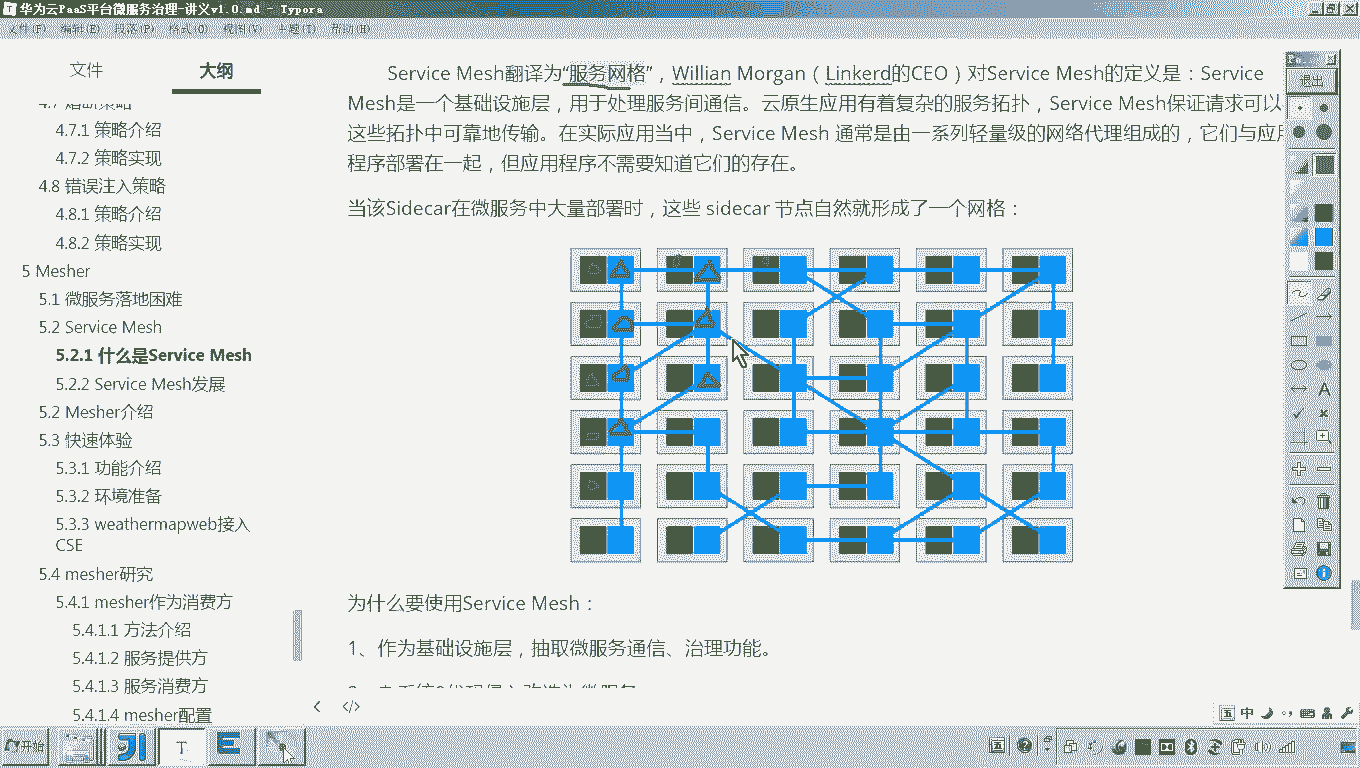 华为云PaaS平台微服务治理-讲义v1.0.md - Typora
文件(F) 编辑(E) 段落(P) 格式(O) 视图(V) 主题(T) 帮助(H)
文件 大纲
4.7 熔断策略
4.7.1 策略介绍
4.7.2 策略实现
4.8 错误注入策略
4.8.1 策略介绍
4.8.2 策略实现
5 Mesher
5.1 微服务落地困难
5.2 Service Mesh
5.2.1 什么是Service Mesh
5.2.2 Service Mesh发展
5.2 Mesher介绍
5.3 快速体验
5.3.1 功能介绍
5.3.2 环境准备
5.3.3 weathermapweb接入
CSE
5.4 mesher研究
5.4.1 mesher作为消费方
5.4.1.1 方法介绍
5.4.1.2 服务提供方
5.4.1.3 服务消费方
5.4.1.4 mesher配置
Service Mesh翻译为“服务网格”，Willian Morgan（Linkerd的CEO）对Service Mesh的定义是：Service
Mesh是一个基础设施层，用于处理服务间通信。云原生应用有着复杂的服务拓扑，Service Mesh保证请求可以
这些拓扑中可靠地传输。在实际应用当中，Service Mesh 通常是由一系列轻量级的网络代理组成的，它们与应用
程序部署在一起，但应用程序不需要知道它们的存在。
当该Sidecar在微服务中大量部署时，这些 sidecar 节点自然就形成了一个网格：
为什么要使用Service Mesh：
1、作为基础设施层，抽取微服务通信、治理功能。
开始
中